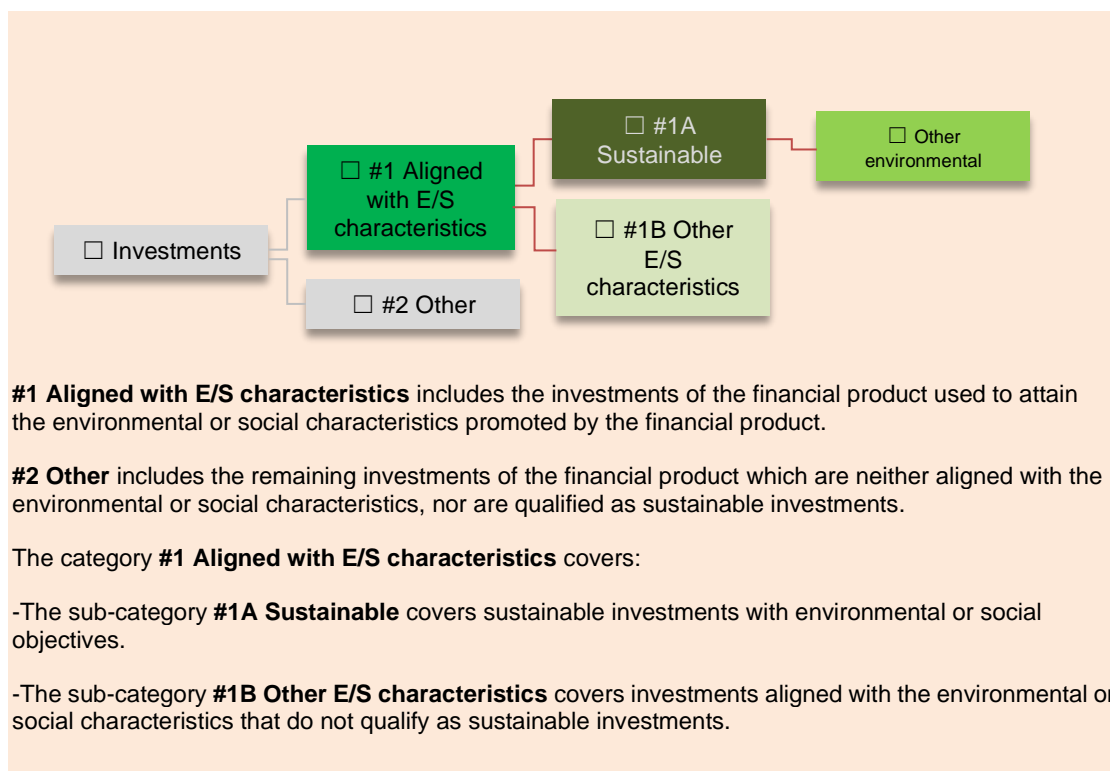 ☐ #1A
Sustainable
☐ Other
environmental
☐ #1 Aligned
with E/S
characteristics
☐ #1B Other
E/S
characteristics
☐ Investments
☐ #2 Other
#1 Aligned with E/S characteristics includes the investments of the financial product used to attain
the environmental or social characteristics promoted by the financial product.
#2 Other includes the remaining investments of the financial product which are neither aligned with the
environmental or social characteristics, nor are qualified as sustainable investments.
The category #1 Aligned with E/S characteristics covers:
-The sub-category #1A Sustainable covers sustainable investments with environmental or social
objectives.
-The sub-category #1B Other E/S characteristics covers investments aligned with the environmental or
social characteristics that do not qualify as sustainable investments.